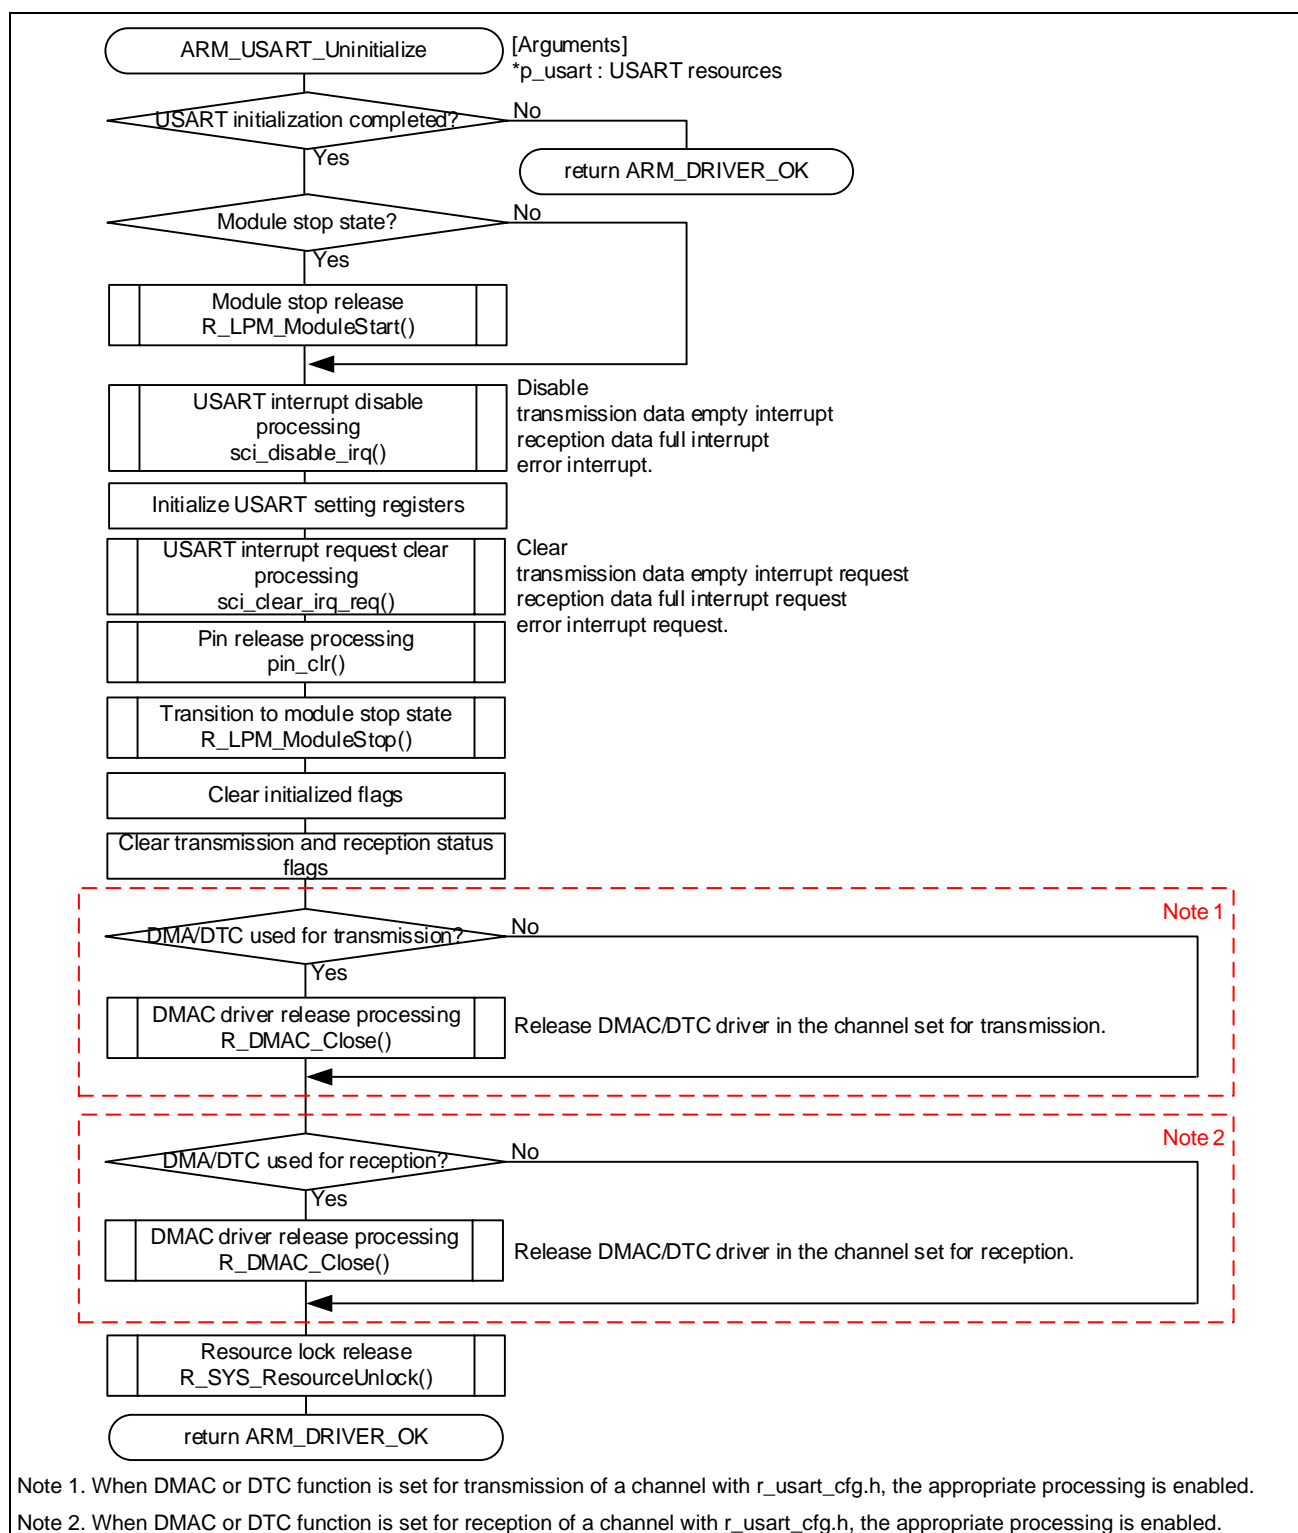 ARM_USART_Uninitialize
[Arguments]
*p_usart : USART resources
USART initialization completed?
No
Yes
return ARM_DRIVER_OK
Module stop state?
No
Yes
Module stop release
R_LPM_ModuleStart()
USART interrupt disable
processing
sci_disable_irq()
Disable
transmission data empty interrupt
reception data full interrupt
error interrupt.
Initialize USART setting registers
USART interrupt request clear
processing
sci_clear_irq_req()
Clear
transmission data empty interrupt request
reception data full interrupt request
error interrupt request.
Pin release processing
pin_clr()
Transition to module stop state
R_LPM_ModuleStop()
Clear initialized flags
Clear transmission and reception status
flags
Note 1
DMA/DTC used for transmission?
No
Yes
DMAC driver release processing
R_DMAC_Close()
Release DMAC/DTC driver in the channel set for transmission.
Note 2
DMA/DTC used for reception?
No
Yes
DMAC driver release processing
R_DMAC_Close()
Release DMAC/DTC driver in the channel set for reception.
Resource lock release
R_SYS_ResourceUnlock()
return ARM_DRIVER_OK
Note 1. When DMAC or DTC function is set for transmission of a channel with r_usart_cfg.h, the appropriate processing is enabled.
Note 2. When DMAC or DTC function is set for reception of a channel with r_usart_cfg.h, the appropriate processing is enabled.